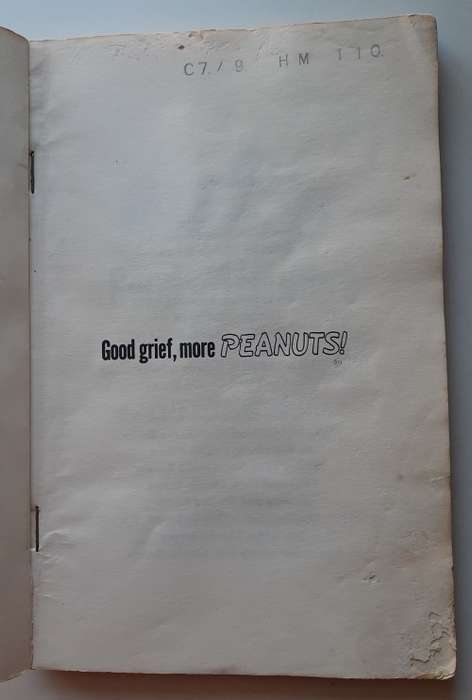 C7/9 HM 110
Good grief, more PEANUTS!
®